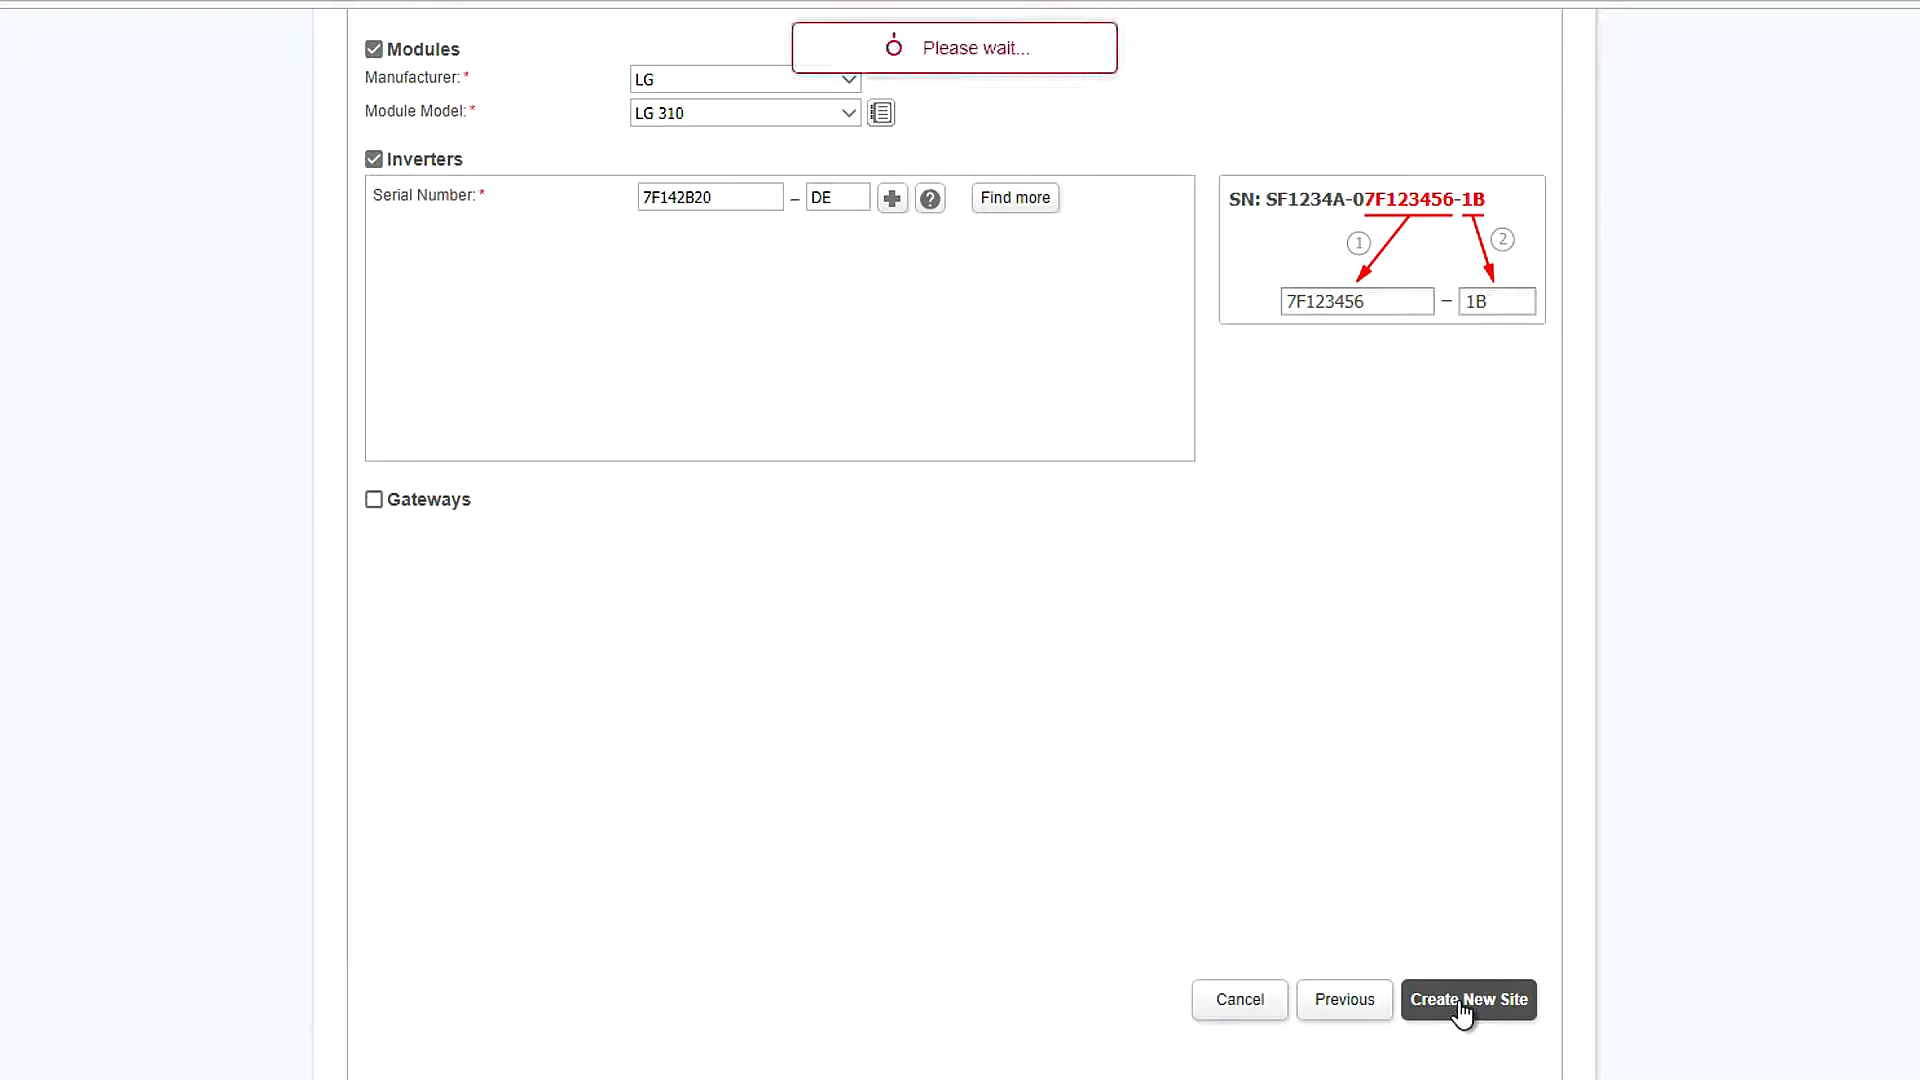 Please wait...
Modules
Manufacturer: * LG
Module Model: * LG 310
Inverters
Serial Number: * 7F142B20 – DE Find more
SN: SF1234A-07F123456-1B
1 2
7F123456 – 1B
Gateways
Cancel Previous Create New Site